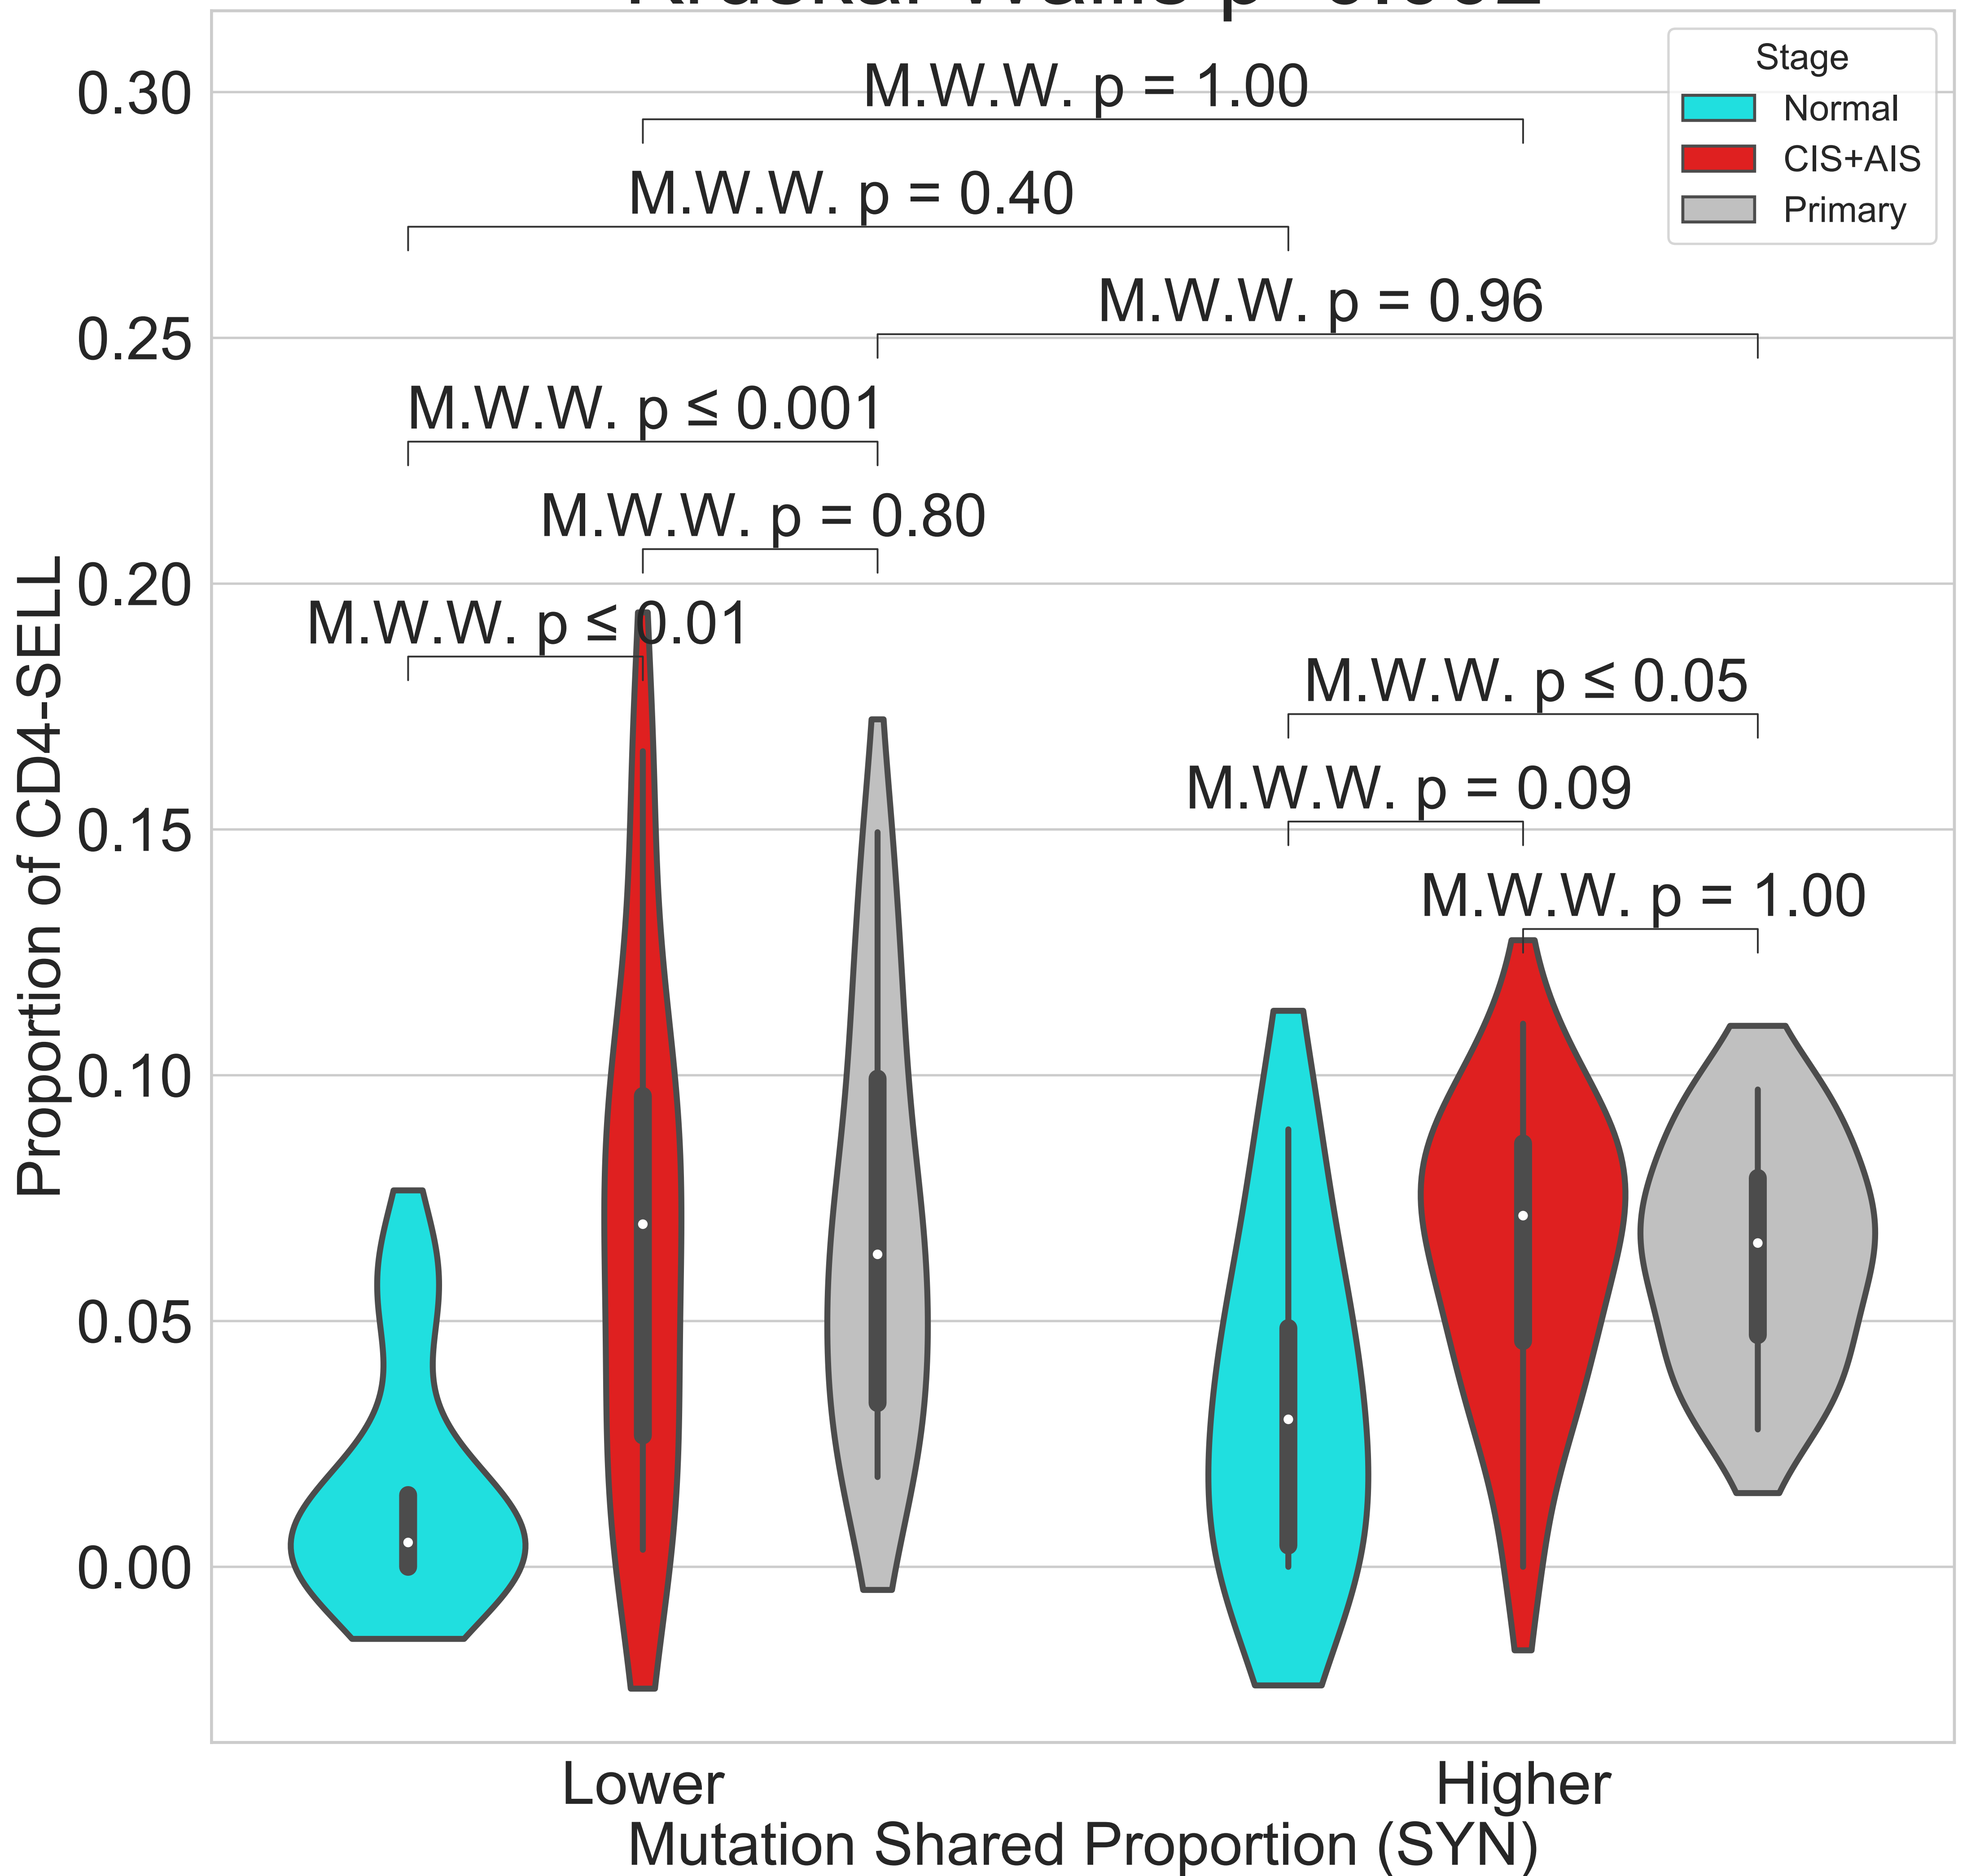 Stage
Normal
CIS+AIS
Primary
M.W.W. p = 1.00
M.W.W. p = 0.40
M.W.W. p = 0.96
M.W.W. p ≤ 0.001
M.W.W. p = 0.80
M.W.W. p ≤ 0.01
M.W.W. p ≤ 0.05
M.W.W. p = 0.09
M.W.W. p = 1.00
0.30
0.25
0.20
0.15
0.10
0.05
0.00
Proportion of CD4-SELL
Lower
Higher
Mutation Shared Proportion (SYN)